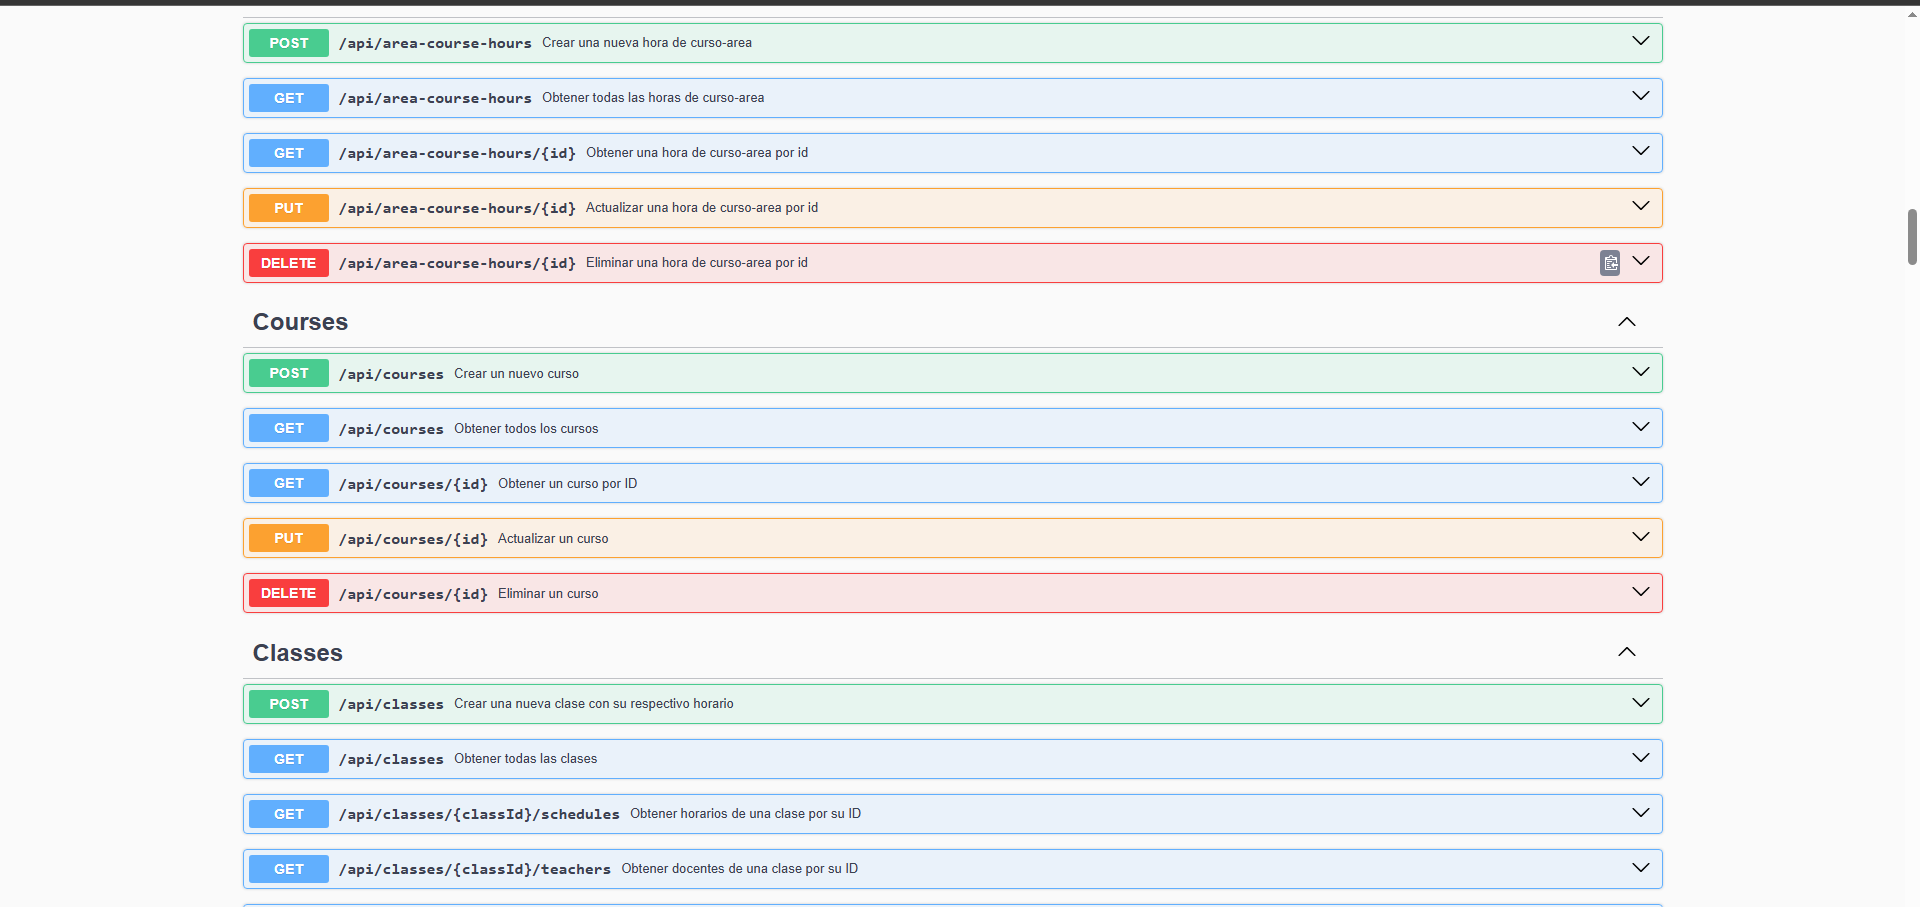 POST /api/area-course-hours Crear una nueva hora de curso-area
GET /api/area-course-hours Obtener todas las horas de curso-area
GET /api/area-course-hours/{id} Obtener una hora de curso-area por id
PUT /api/area-course-hours/{id} Actualizar una hora de curso-area por id
DELETE /api/area-course-hours/{id} Eliminar una hora de curso-area por id
Courses
POST /api/courses Crear un nuevo curso
GET /api/courses Obtener todos los cursos
GET /api/courses/{id} Obtener un curso por ID
PUT /api/courses/{id} Actualizar un curso
DELETE /api/courses/{id} Eliminar un curso
Classes
POST /api/classes Crear una nueva clase con su respectivo horario
GET /api/classes Obtener todas las clases
GET /api/classes/{classId}/schedules Obtener horarios de una clase por su ID
GET /api/classes/{classId}/teachers Obtener docentes de una clase por su ID